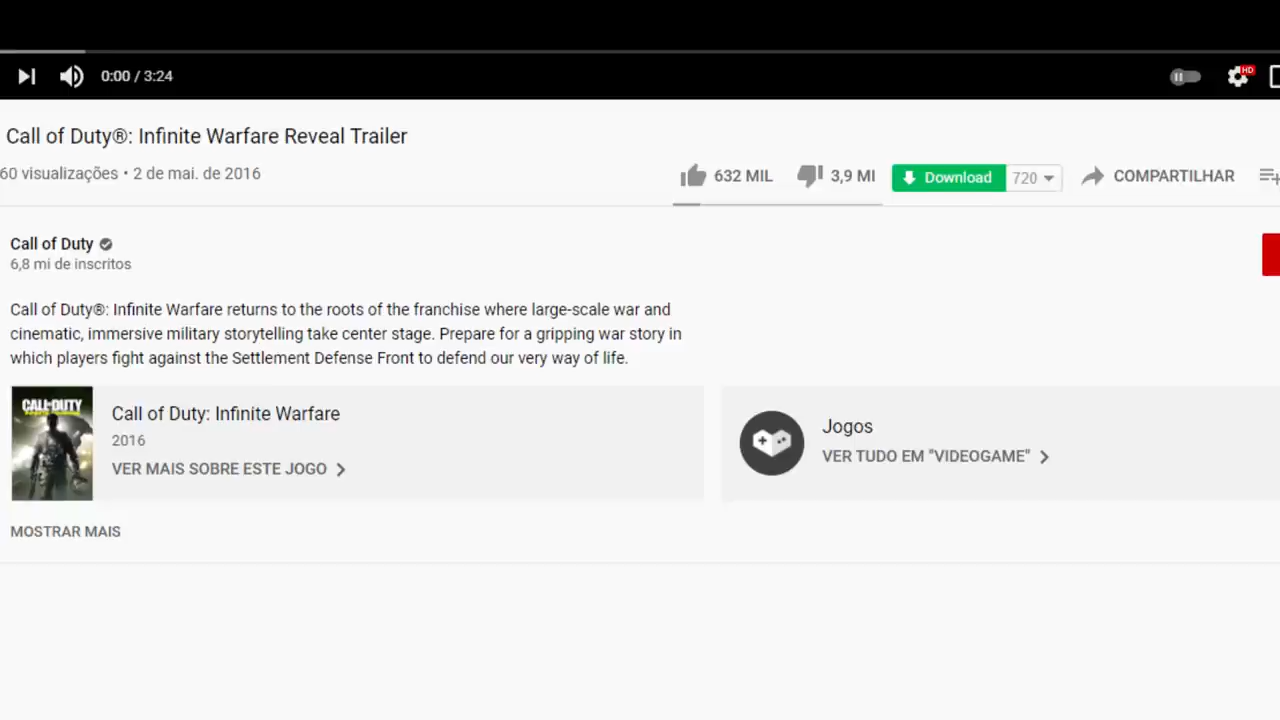 0:00 / 3:24
HD
Call of Duty®: Infinite Warfare Reveal Trailer
60 visualizações • 2 de mai. de 2016
632 MIL
3,9 MI
Download
720
COMPARTILHAR
Call of Duty
6,8 mi de inscritos
Call of Duty®: Infinite Warfare returns to the roots of the franchise where large-scale war and
cinematic, immersive military storytelling take center stage. Prepare for a gripping war story in
which players fight against the Settlement Defense Front to defend our very way of life.
CALL OF DUTY
Call of Duty: Infinite Warfare
2016
VER MAIS SOBRE ESTE JOGO
Jogos
VER TUDO EM "VIDEOGAME"
MOSTRAR MAIS